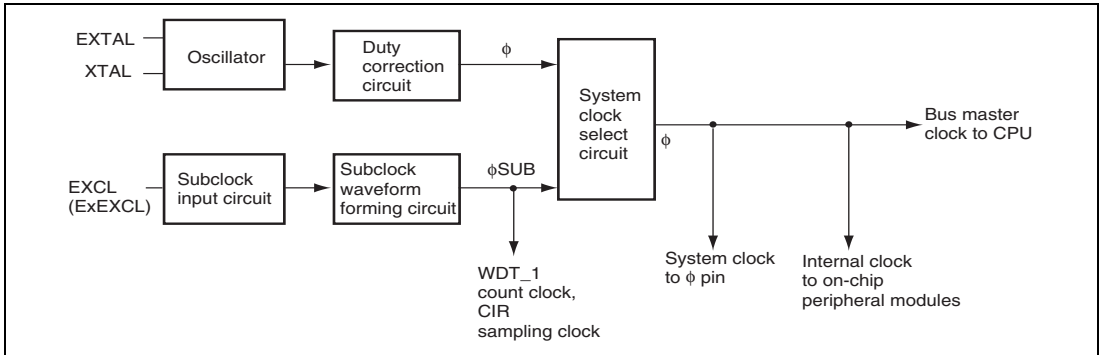 EXTAL
XTAL
Oscillator
Duty
correction
circuit
ϕ
System
clock
select
circuit
ϕ
Bus master
clock to CPU
EXCL
(ExEXCL)
Subclock
input circuit
Subclock
waveform
forming circuit
ϕSUB
WDT_1
count clock,
CIR
sampling clock
System clock
to ϕ pin
Internal clock
to on-chip
peripheral modules